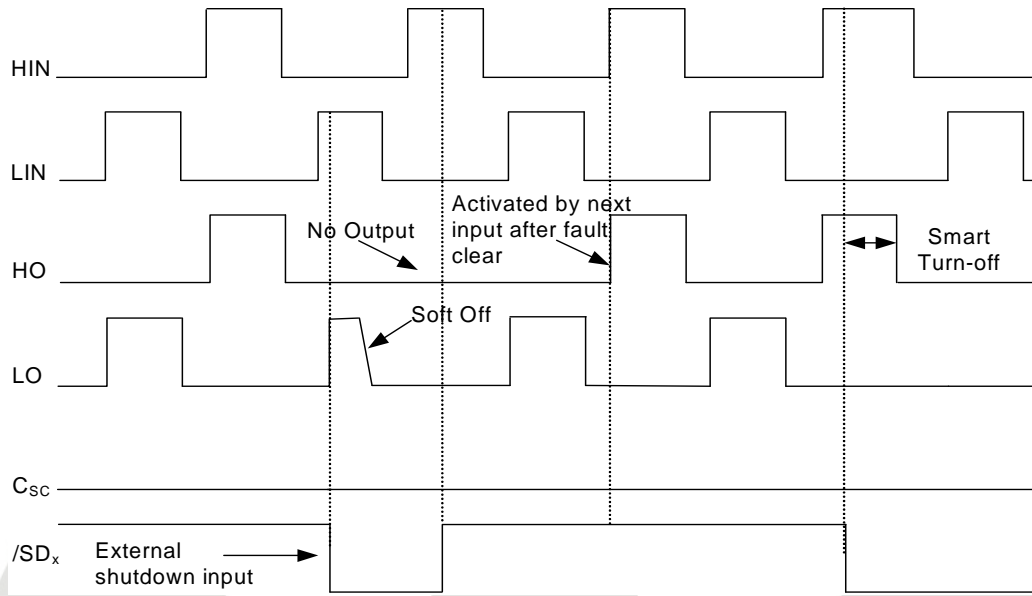 HIN
LIN
Activated by next
input after fault
clear
No Output
HO
Smart
Turn-off
Soft Off
LO
CSC
/SDx
External
shutdown input